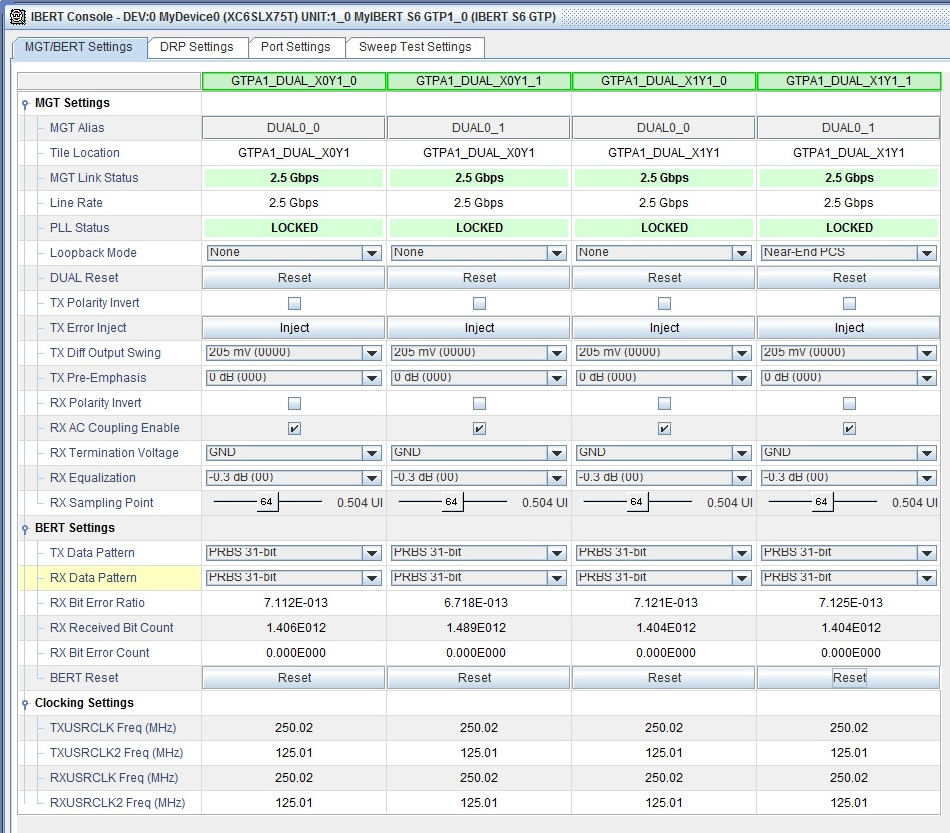 IBERT Console - DEV:0 MyDevice0 (XC6SLX75T) UNIT:1_0 MyIBERT S6 GTP1_0 (IBERT S6 GTP)
MGT/BERT Settings DRP Settings Port Settings Sweep Test Settings
GTPA1_DUAL_X0Y1_0 GTPA1_DUAL_X0Y1_1 GTPA1_DUAL_X1Y1_0 GTPA1_DUAL_X1Y1_1
MGT Settings
MGT Alias DUAL0_0 DUAL0_1 DUAL0_0 DUAL0_1
Tile Location GTPA1_DUAL_X0Y1 GTPA1_DUAL_X0Y1 GTPA1_DUAL_X1Y1 GTPA1_DUAL_X1Y1
MGT Link Status 2.5 Gbps 2.5 Gbps 2.5 Gbps 2.5 Gbps
Line Rate 2.5 Gbps 2.5 Gbps 2.5 Gbps 2.5 Gbps
PLL Status LOCKED LOCKED LOCKED LOCKED
Loopback Mode None None None Near-End PCS
DUAL Reset Reset Reset Reset Reset
TX Polarity Invert
TX Error Inject Inject Inject Inject Inject
TX Diff Output Swing 205 mV (0000) 205 mV (0000) 205 mV (0000) 205 mV (0000)
TX Pre-Emphasis 0 dB (000) 0 dB (000) 0 dB (000) 0 dB (000)
RX Polarity Invert
RX AC Coupling Enable
RX Termination Voltage GND GND GND GND
RX Equalization -0.3 dB (00) -0.3 dB (00) -0.3 dB (00) -0.3 dB (00)
RX Sampling Point 64 0.504 UI 64 0.504 UI 64 0.504 UI 64 0.504 UI
BERT Settings
TX Data Pattern PRBS 31-bit PRBS 31-bit PRBS 31-bit PRBS 31-bit
RX Data Pattern PRBS 31-bit PRBS 31-bit PRBS 31-bit PRBS 31-bit
RX Bit Error Ratio 7.112E-013 6.718E-013 7.121E-013 7.125E-013
RX Received Bit Count 1.406E012 1.489E012 1.404E012 1.404E012
RX Bit Error Count 0.000E000 0.000E000 0.000E000 0.000E000
BERT Reset Reset Reset Reset Reset
Clocking Settings
TXUSRCLK Freq (MHz) 250.02 250.02 250.02 250.02
TXUSRCLK2 Freq (MHz) 125.01 125.01 125.01 125.01
RXUSRCLK Freq (MHz) 250.02 250.02 250.02 250.02
RXUSRCLK2 Freq (MHz) 125.01 125.01 125.01 125.01